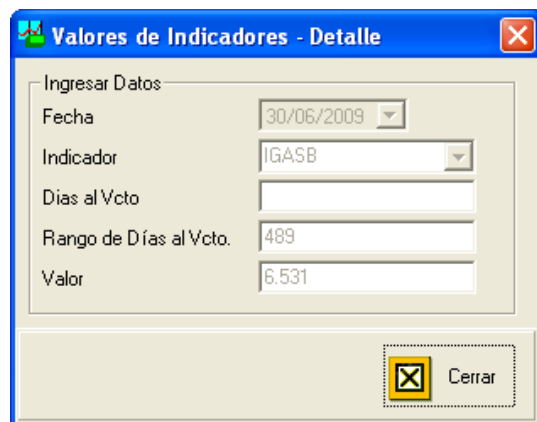 Valores de Indicadores - Detalle
Ingresar Datos
Fecha 30/06/2009
Indicador IGASB
Dias al Vcto
Rango de Días al Vcto. 489
Valor 6.531
Cerrar